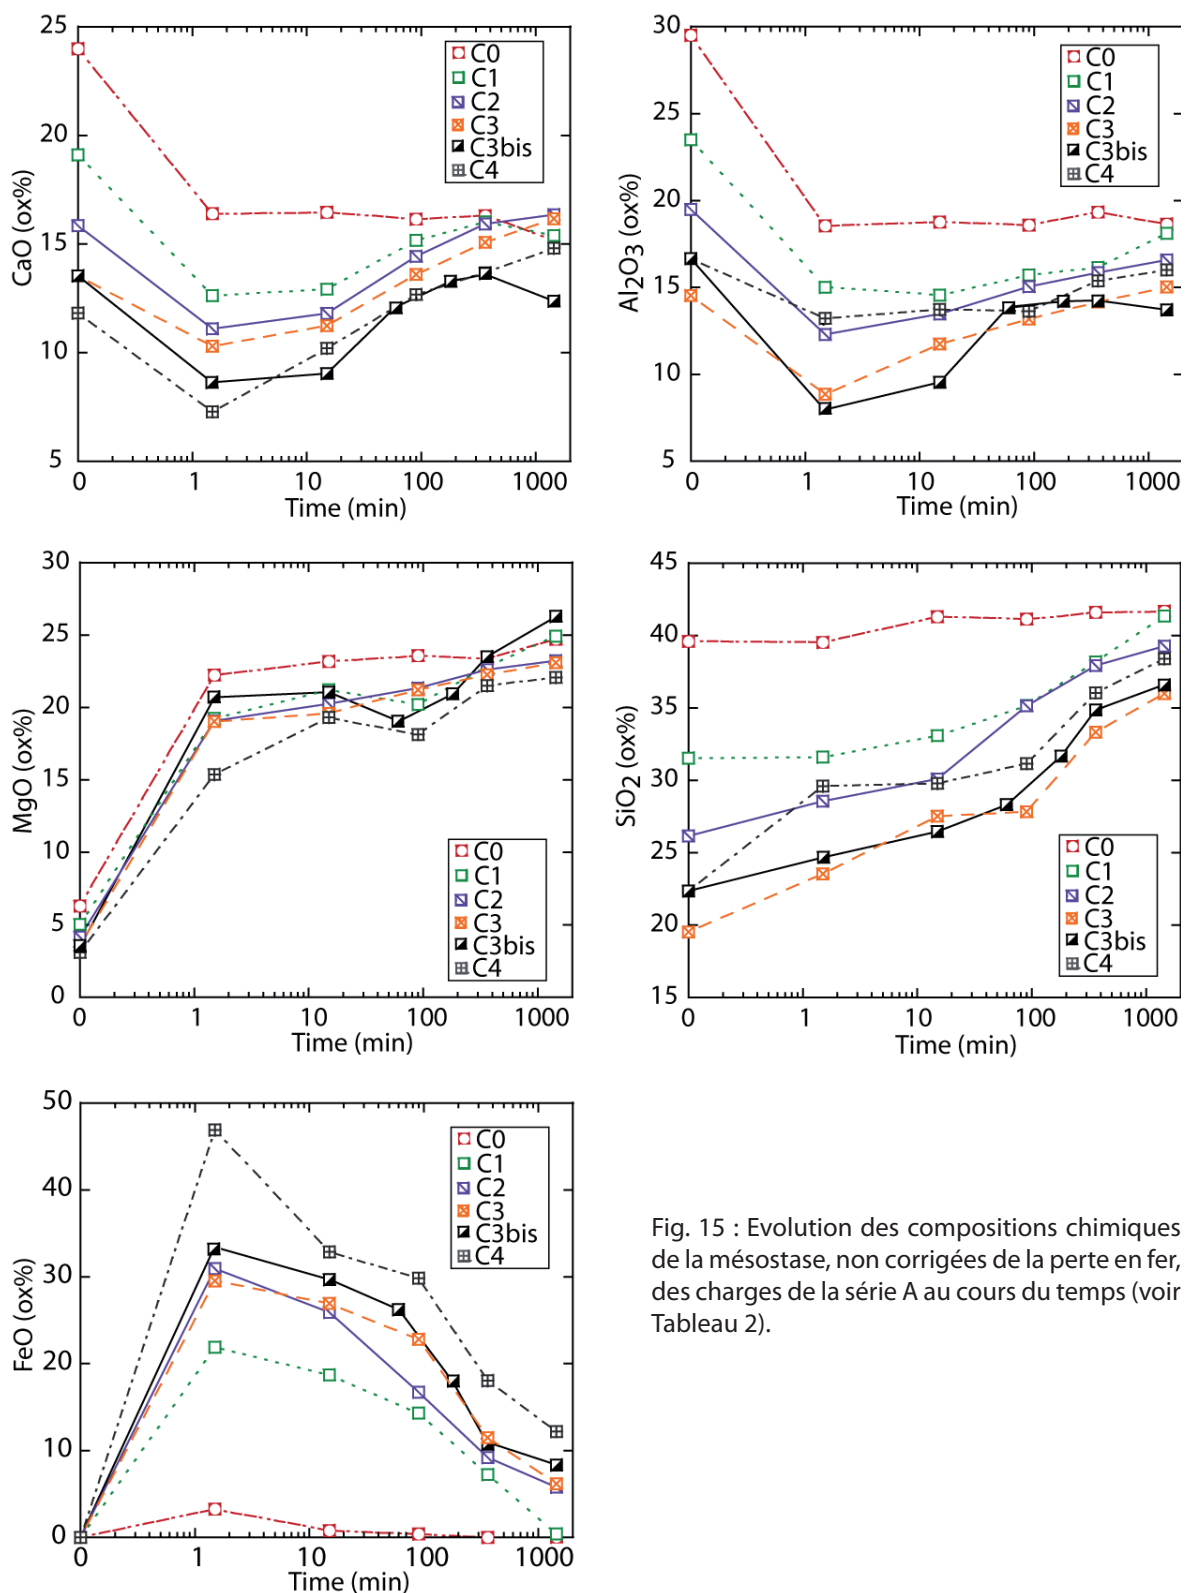 25
20
15
10
5
CaO (ox%)
0 1 10 100 1000
Time (min)
C0
C1
C2
C3
C3bis
C4
30
25
20
15
10
5
Al2O3 (ox%)
0 1 10 100 1000
Time (min)
C0
C1
C2
C3
C3bis
C4
30
25
20
15
10
5
0
MgO (ox%)
0 1 10 100 1000
Time (min)
C0
C1
C2
C3
C3bis
C4
45
40
35
30
25
20
15
SiO2 (ox%)
0 1 10 100 1000
Time (min)
C0
C1
C2
C3
C3bis
C4
50
40
30
20
10
0
FeO (ox%)
0 1 10 100 1000
Time (min)
C0
C1
C2
C3
C3bis
C4
Fig. 15 : Evolution des compositions chimiques
de la mésostase, non corrigées de la perte en fer,
des charges de la série A au cours du temps (voir
Tableau 2).